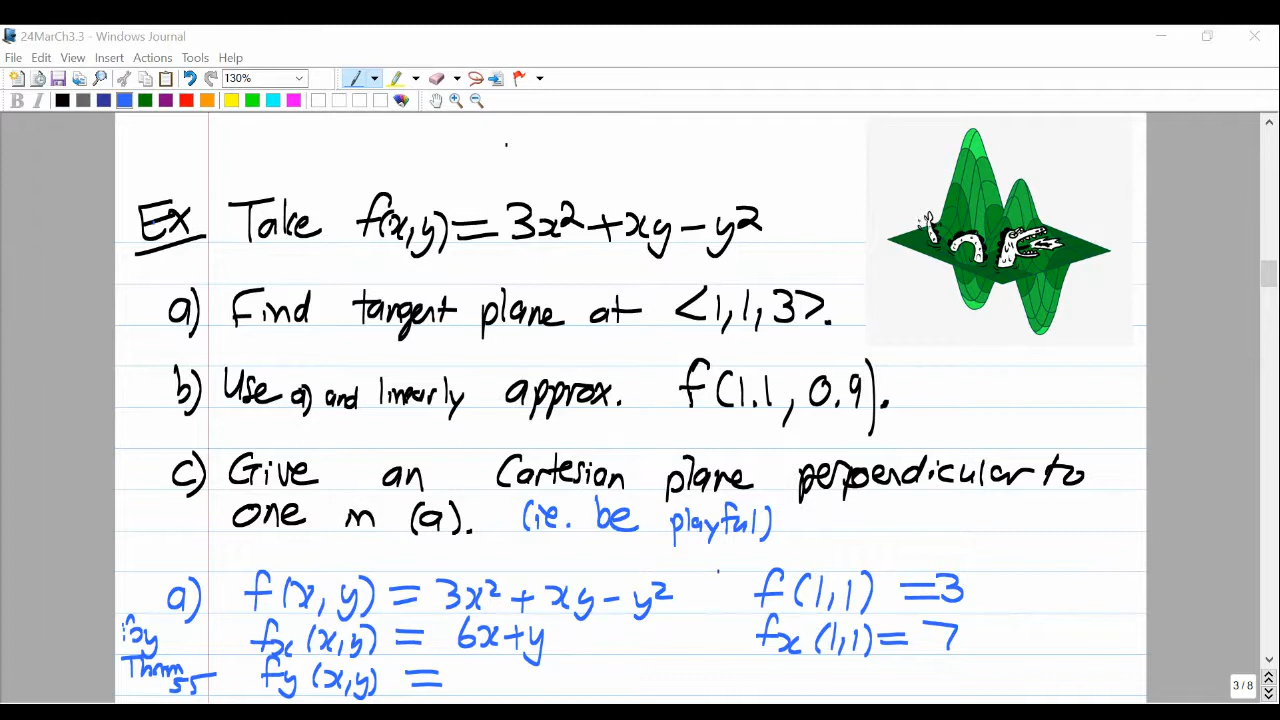 24MarCh3.3 - Windows Journal
File Edit View Insert Actions Tools Help
130%
B I
Ex Take f(x,y) = 3x² + xy - y²
a) Find tangent plane at <1,1,3>.
b) Use a) and linearly approx. f(1.1, 0.9).
c) Give an Cartesian plane perpendicular to
one in (a). (ie. be playful)
a) f(x,y) = 3x² + xy - y² f(1,1) = 3
by fx(x,y) = 6x+y fx(1,1) = 7
Thm 55 fy(x,y) =
3 / 8